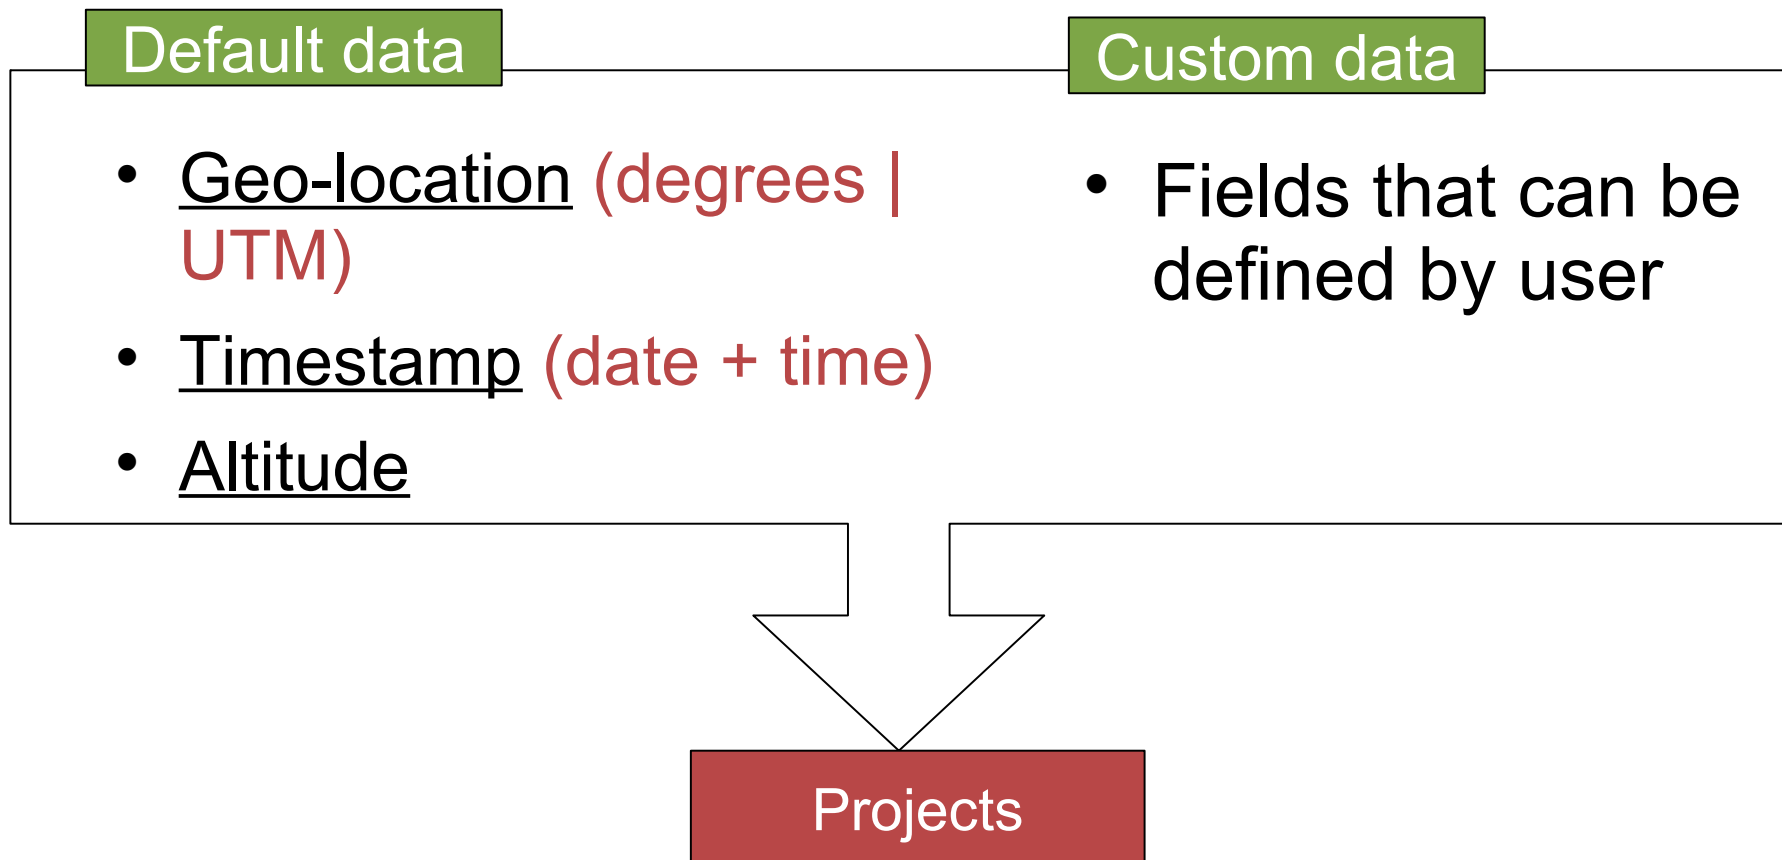 Default data
• Geo-location (degrees |
UTM)
• Timestamp (date + time)
• Altitude
Custom data
• Fields that can be
defined by user
Projects